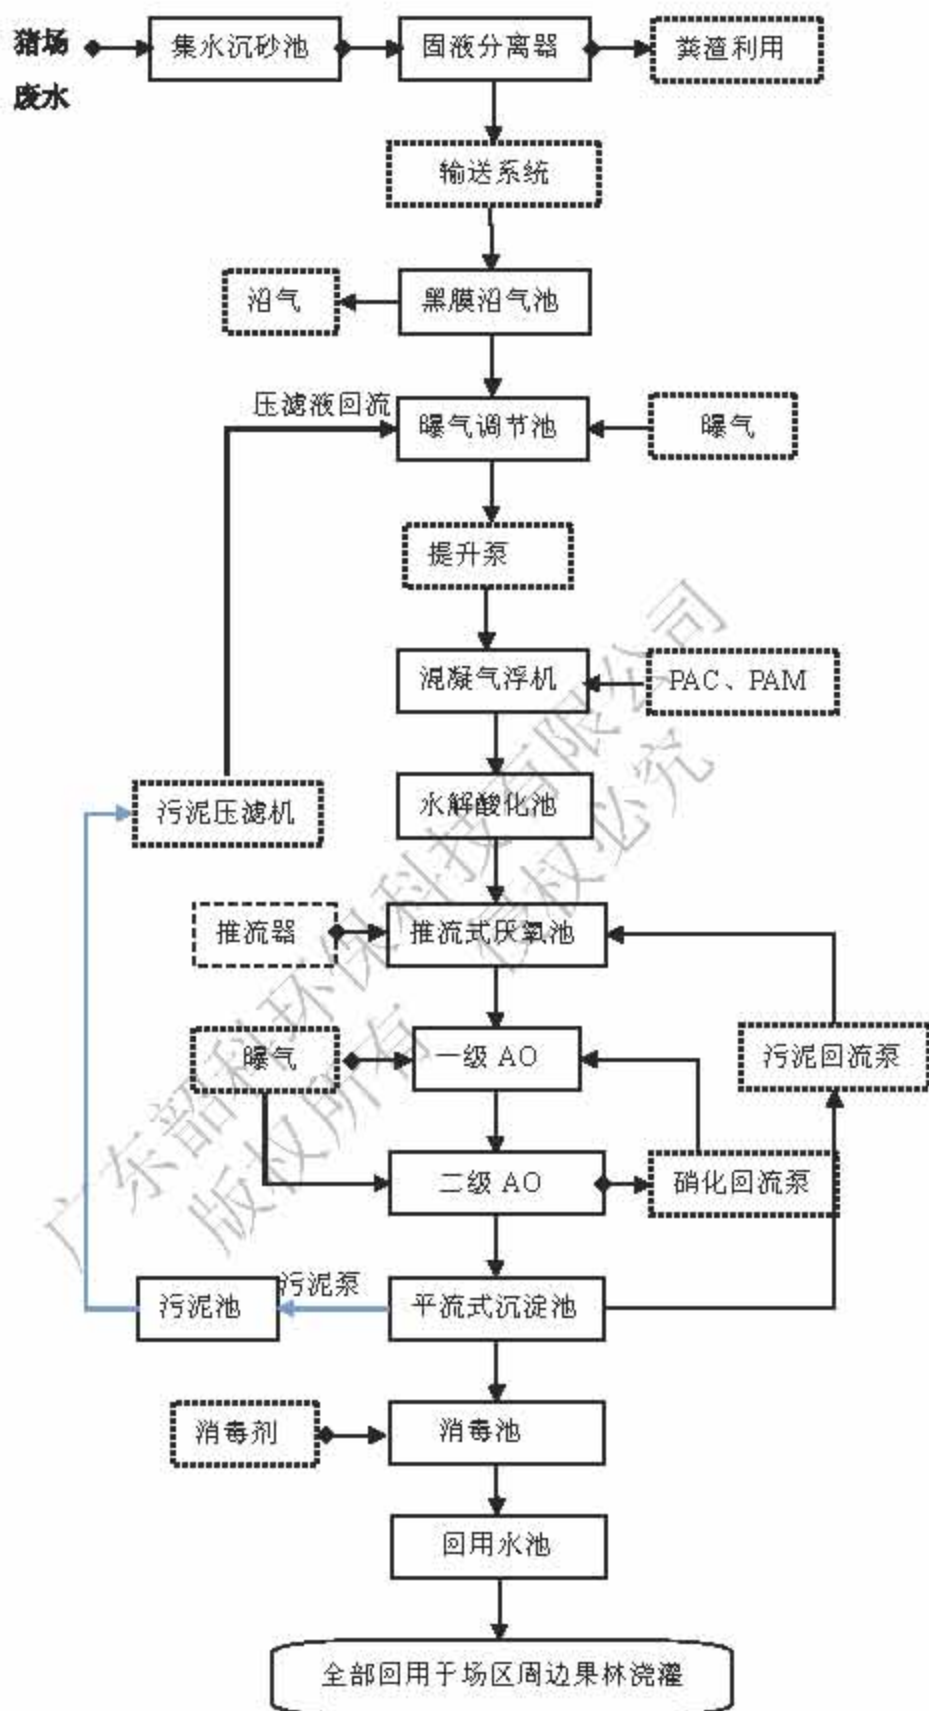 猪场
废水
集水沉砂池
固液分离器
粪渣利用
输送系统
沼气
黑膜沼气池
压滤液回流
曝气调节池
曝气
提升泵
混凝气浮机
PAC、PAM
污泥压滤机
水解酸化池
推流器
推流式厌氧池
曝气
一级 AO
污泥回流泵
二级 AO
硝化回流泵
污泥池
污泥泵
平流式沉淀池
消毒剂
消毒池
回用水池
全部回用于场区周边果林浇灌
广东韶科环保科技有限公司
版权所有 侵权必究